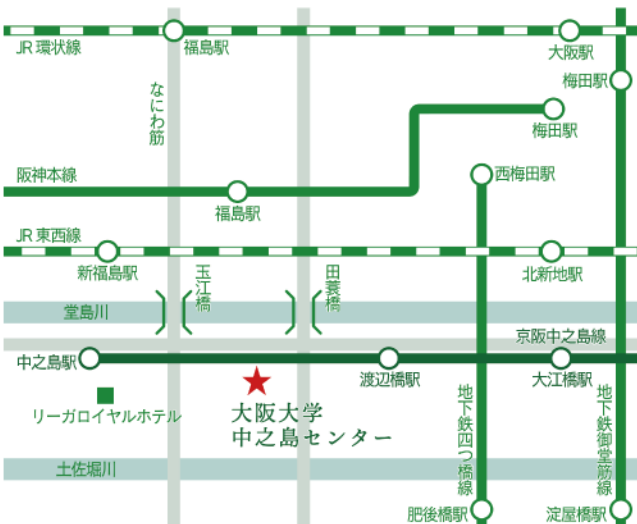 JR 環状線
福島駅
大阪駅
梅田駅
なにわ筋
梅田駅
阪神本線
西梅田駅
福島駅
JR 東西線
新福島駅
玉江橋
田蓑橋
北新地駅
堂島川
京阪中之島線
中之島駅
渡辺橋駅
大江橋駅
リーガロイヤルホテル
大阪大学
中之島センター
地下鉄四つ橋線
地下鉄御堂筋線
土佐堀川
肥後橋駅
淀屋橋駅